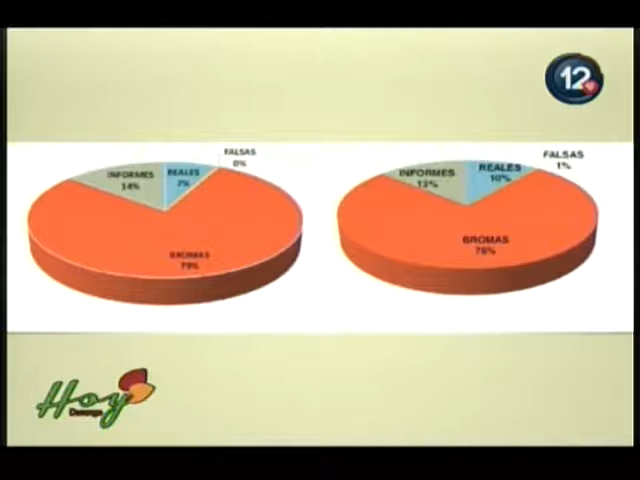 12
FALSAS
0%
INFORMES
14%
REALES
7%
BROMAS
79%
FALSAS
1%
INFORMES
13%
REALES
10%
BROMAS
76%
Hoy